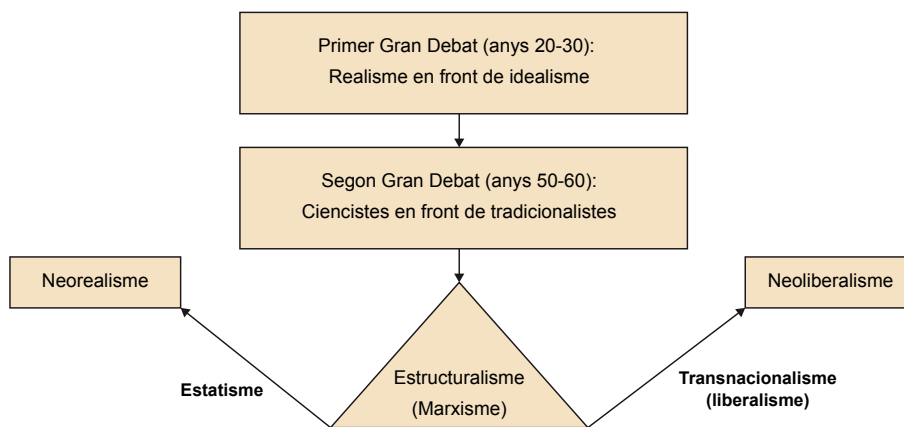 Primer Gran Debat (anys 20-30):
Realisme en front de idealisme
Segon Gran Debat (anys 50-60):
Ciencistes en front de tradicionalistes
Neorealisme
Neoliberalisme
Estatisme
Estructuralisme
(Marxisme)
Transnacionalisme
(liberalisme)